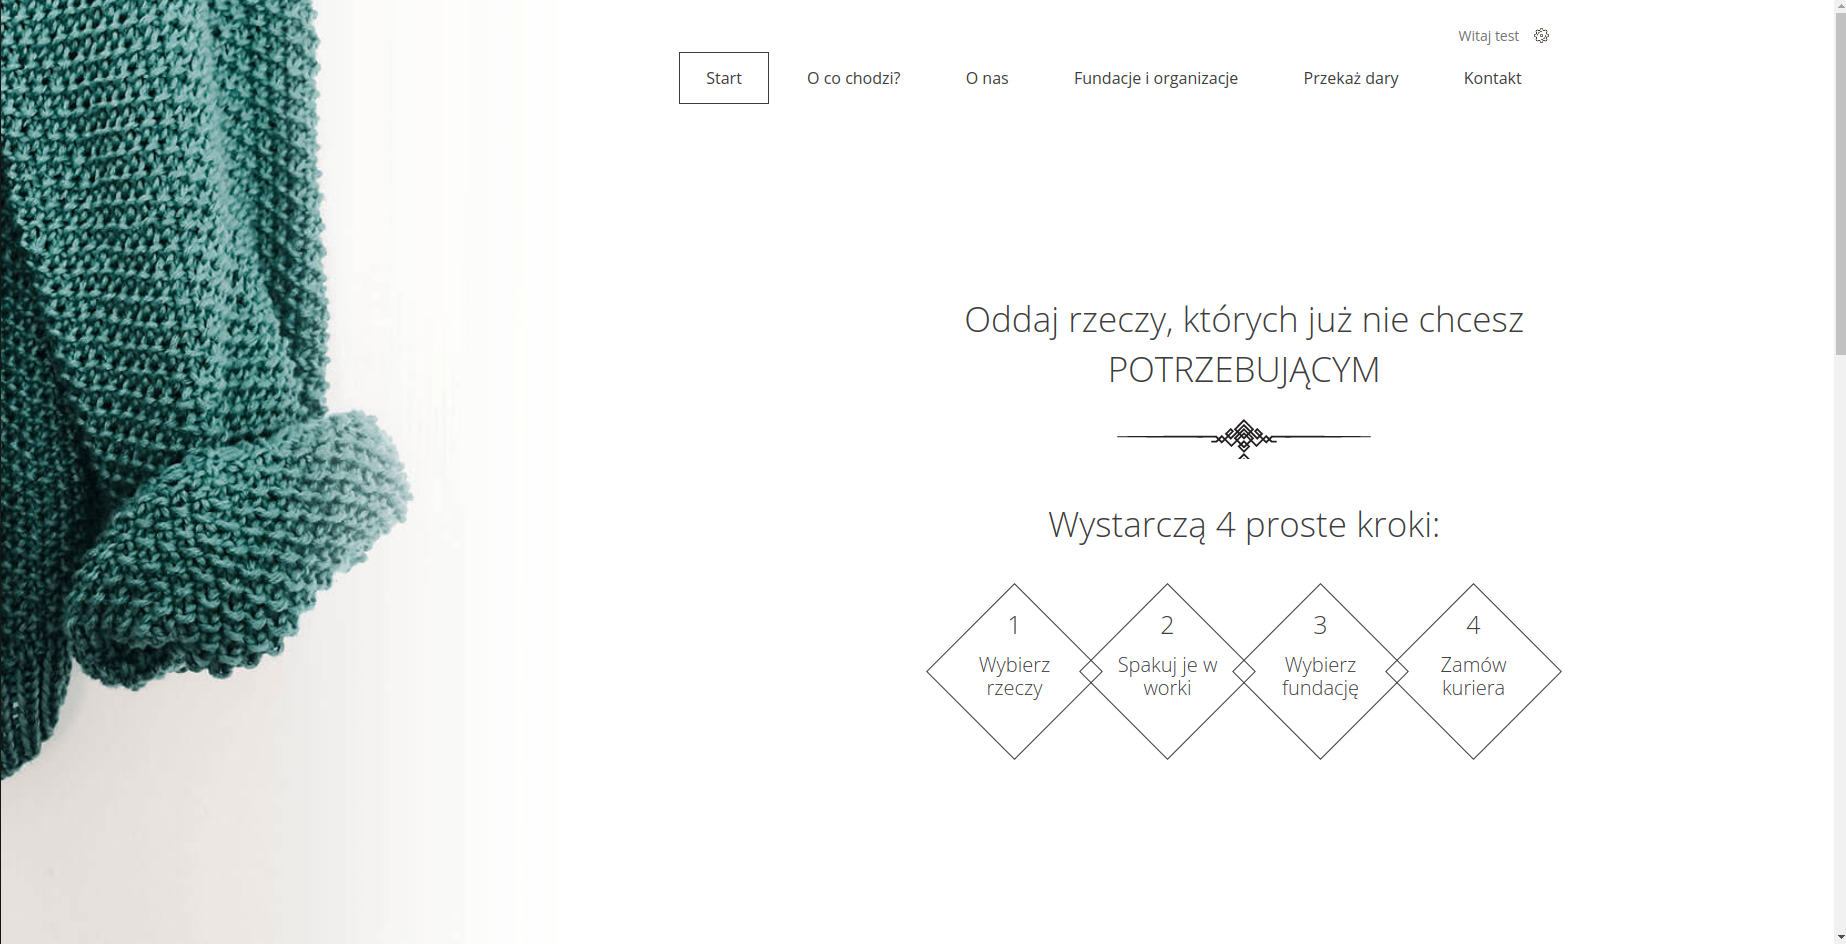 Witaj test
Start O co chodzi? O nas Fundacje i organizacje Przekaż dary Kontakt
Oddaj rzeczy, których już nie chcesz
POTRZEBUJĄCYM
Wystarczą 4 proste kroki:
1
Wybierz
rzeczy
2
Spakuj je w
worki
3
Wybierz
fundację
4
Zamów
kuriera